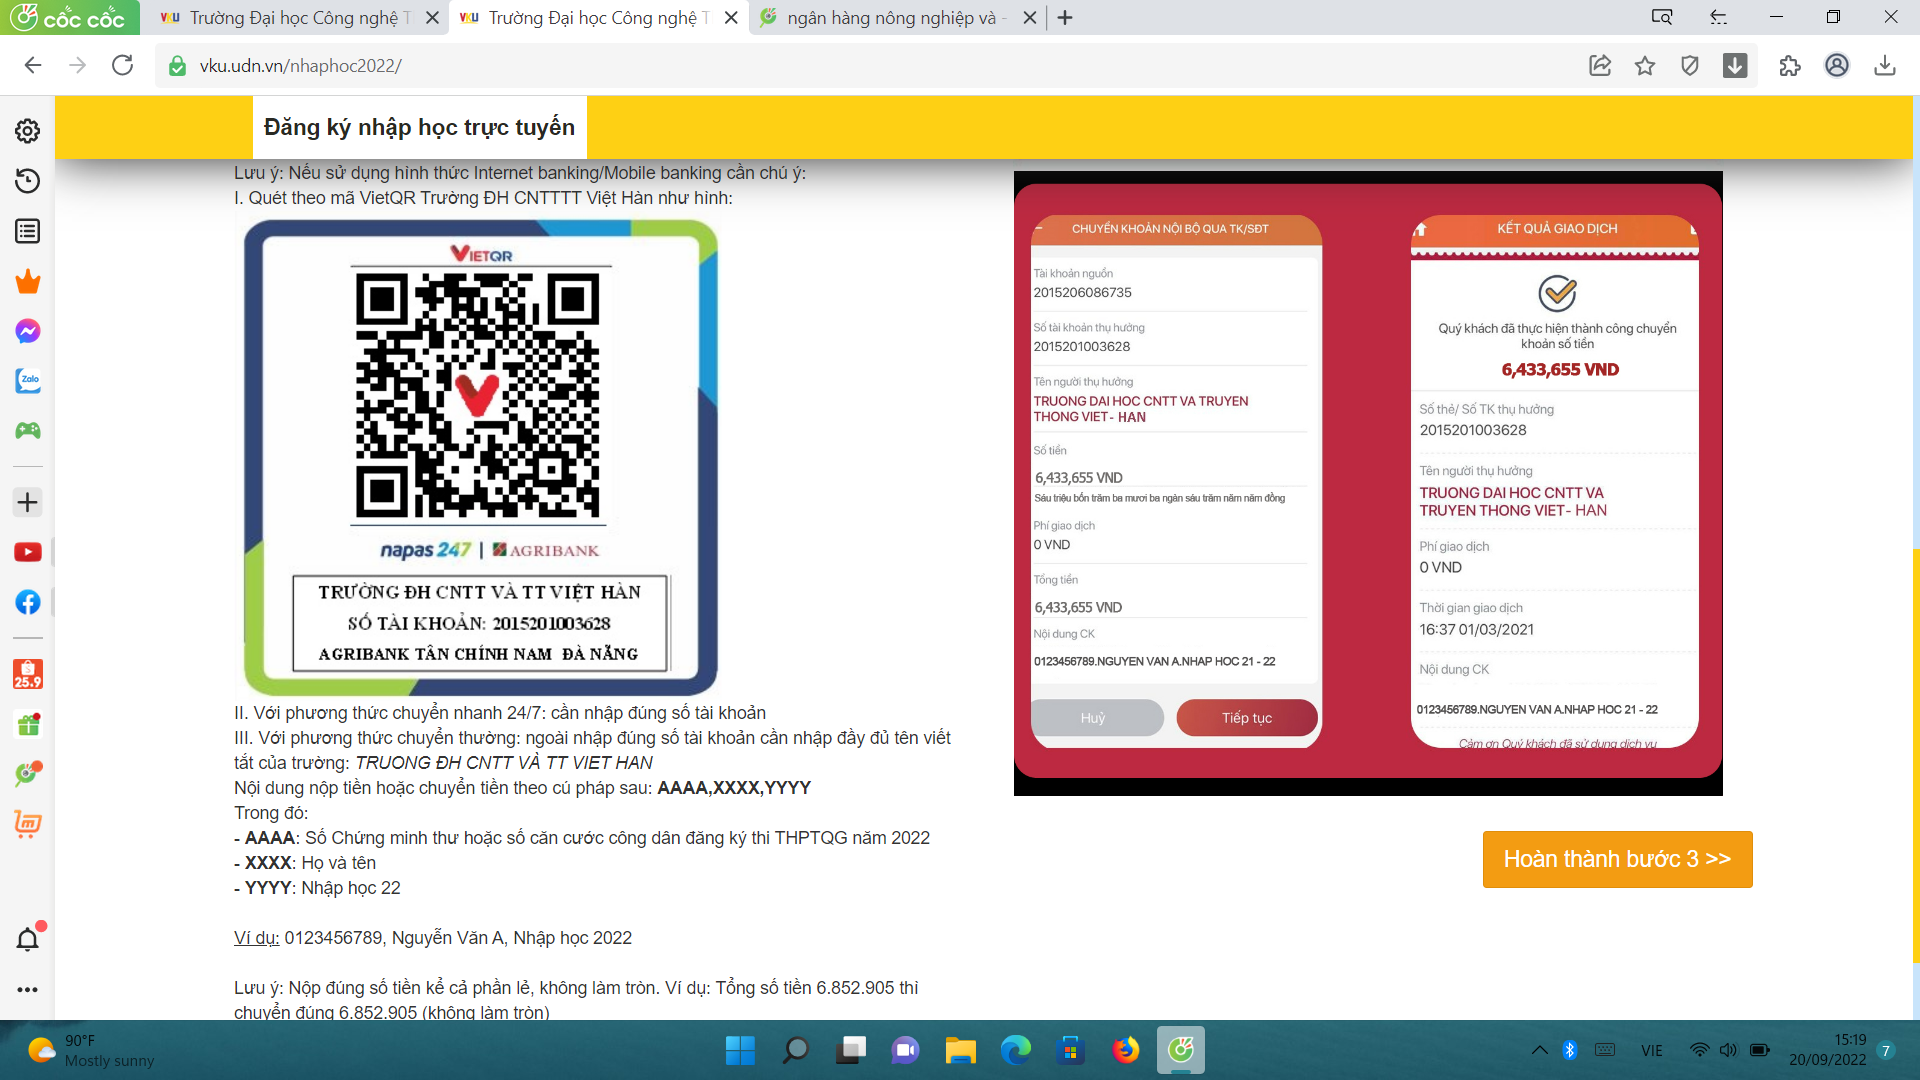 cốc cốc
VKU Trường Đại học Công nghệ T
VKU Trường Đại học Công nghệ T
ngân hàng nông nghiệp và -
vku.udn.vn/nhaphoc2022/
Đăng ký nhập học trực tuyến
Lưu ý: Nếu sử dụng hình thức Internet banking/Mobile banking cần chú ý:
I. Quét theo mã VietQR Trường ĐH CNTTTT Việt Hàn như hình:
VIETQR
napas 247 | AGRIBANK
TRƯỜNG ĐH CNTT VÀ TT VIỆT HÀN
SỐ TÀI KHOẢN: 2015201003628
AGRIBANK TÂN CHÍNH NAM ĐÀ NẴNG
II. Với phương thức chuyển nhanh 24/7: cần nhập đúng số tài khoản
III. Với phương thức chuyển thường: ngoài nhập đúng số tài khoản cần nhập đầy đủ tên viết
tắt của trường: TRUONG ĐH CNTT VÀ TT VIET HAN
Nội dung nộp tiền hoặc chuyển tiền theo cú pháp sau: AAAA,XXXX,YYYY
Trong đó:
- AAAA: Số Chứng minh thư hoặc số căn cước công dân đăng ký thi THPTQG năm 2022
- XXXX: Họ và tên
- YYYY: Nhập học 22
Ví dụ: 0123456789, Nguyễn Văn A, Nhập học 2022
Lưu ý: Nộp đúng số tiền kể cả phần lẻ, không làm tròn. Ví dụ: Tổng số tiền 6.852.905 thì
chuyển đúng 6.852.905 (không làm tròn)
CHUYỂN KHOẢN NỘI BỘ QUA TK/SĐT
Tài khoản nguồn
2015206086735
Số tài khoản thụ hưởng
2015201003628
Tên người thụ hưởng
TRUONG DAI HOC CNTT VA TRUYEN
THONG VIET- HAN
Số tiền
6,433,655 VND
Sáu triệu bốn trăm ba mươi ba ngàn sáu trăm năm năm đồng
Phí giao dịch
0 VND
Tổng tiền
6,433,655 VND
Nội dung CK
0123456789.NGUYEN VAN A.NHAP HOC 21 - 22
Huỷ
Tiếp tục
KẾT QUẢ GIAO DỊCH
Quý khách đã thực hiện thành công chuyển
khoản số tiền
6,433,655 VND
Số thẻ/ Số TK thụ hưởng
2015201003628
Tên người thụ hưởng
TRUONG DAI HOC CNTT VA
TRUYEN THONG VIET- HAN
Phí giao dịch
0 VND
Thời gian giao dịch
16:37 01/03/2021
Nội dung CK
0123456789.NGUYEN VAN A.NHAP HOC 21 - 22
Cảm ơn Quý khách đã sử dụng dịch vụ
Hoàn thành bước 3 >>
Zalo
25.9
90°F
Mostly sunny
VIE
15:19
20/09/2022
7